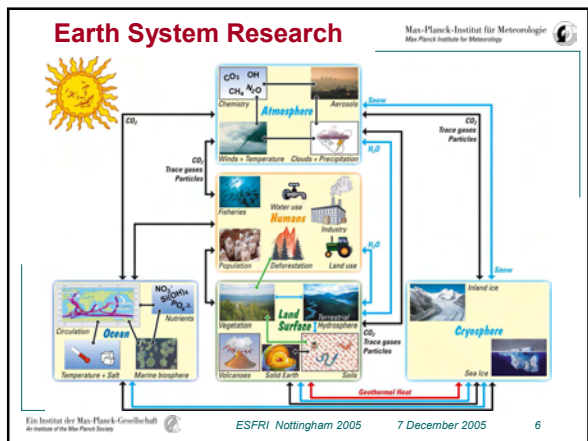 Earth System Research
Max-Planck-Institut für Meteorologie
Max Planck Institute for Meteorology
CO₂ OH
CH₄ N₂O
Chemistry
Aerosols
Atmosphere
Winds + Temperature
Clouds + Precipitation
Snow
CO₂
H₂O
CO₂
Trace gases
Particles
CO₂
Trace gases
Particles
Fisheries
Water use
Humans
Industry
Population
Deforestation
Land use
H₂O
Snow
NO₃
Si(OH)₄
PO₄
Circulation
Ocean
Nutrients
Temperature + Salt
Marine biosphere
Vegetation
Land
Surface
Terrestrial
Hydrosphere
Volcanoes
Solid Earth
Soils
CO₂
Trace gases
Particles
Inland ice
Cryosphere
Sea Ice
Geothermal Heat
Ein Institut der Max-Planck-Gesellschaft
An Institute of the Max Planck Society
ESFRI Nottingham 2005
7 December 2005
6